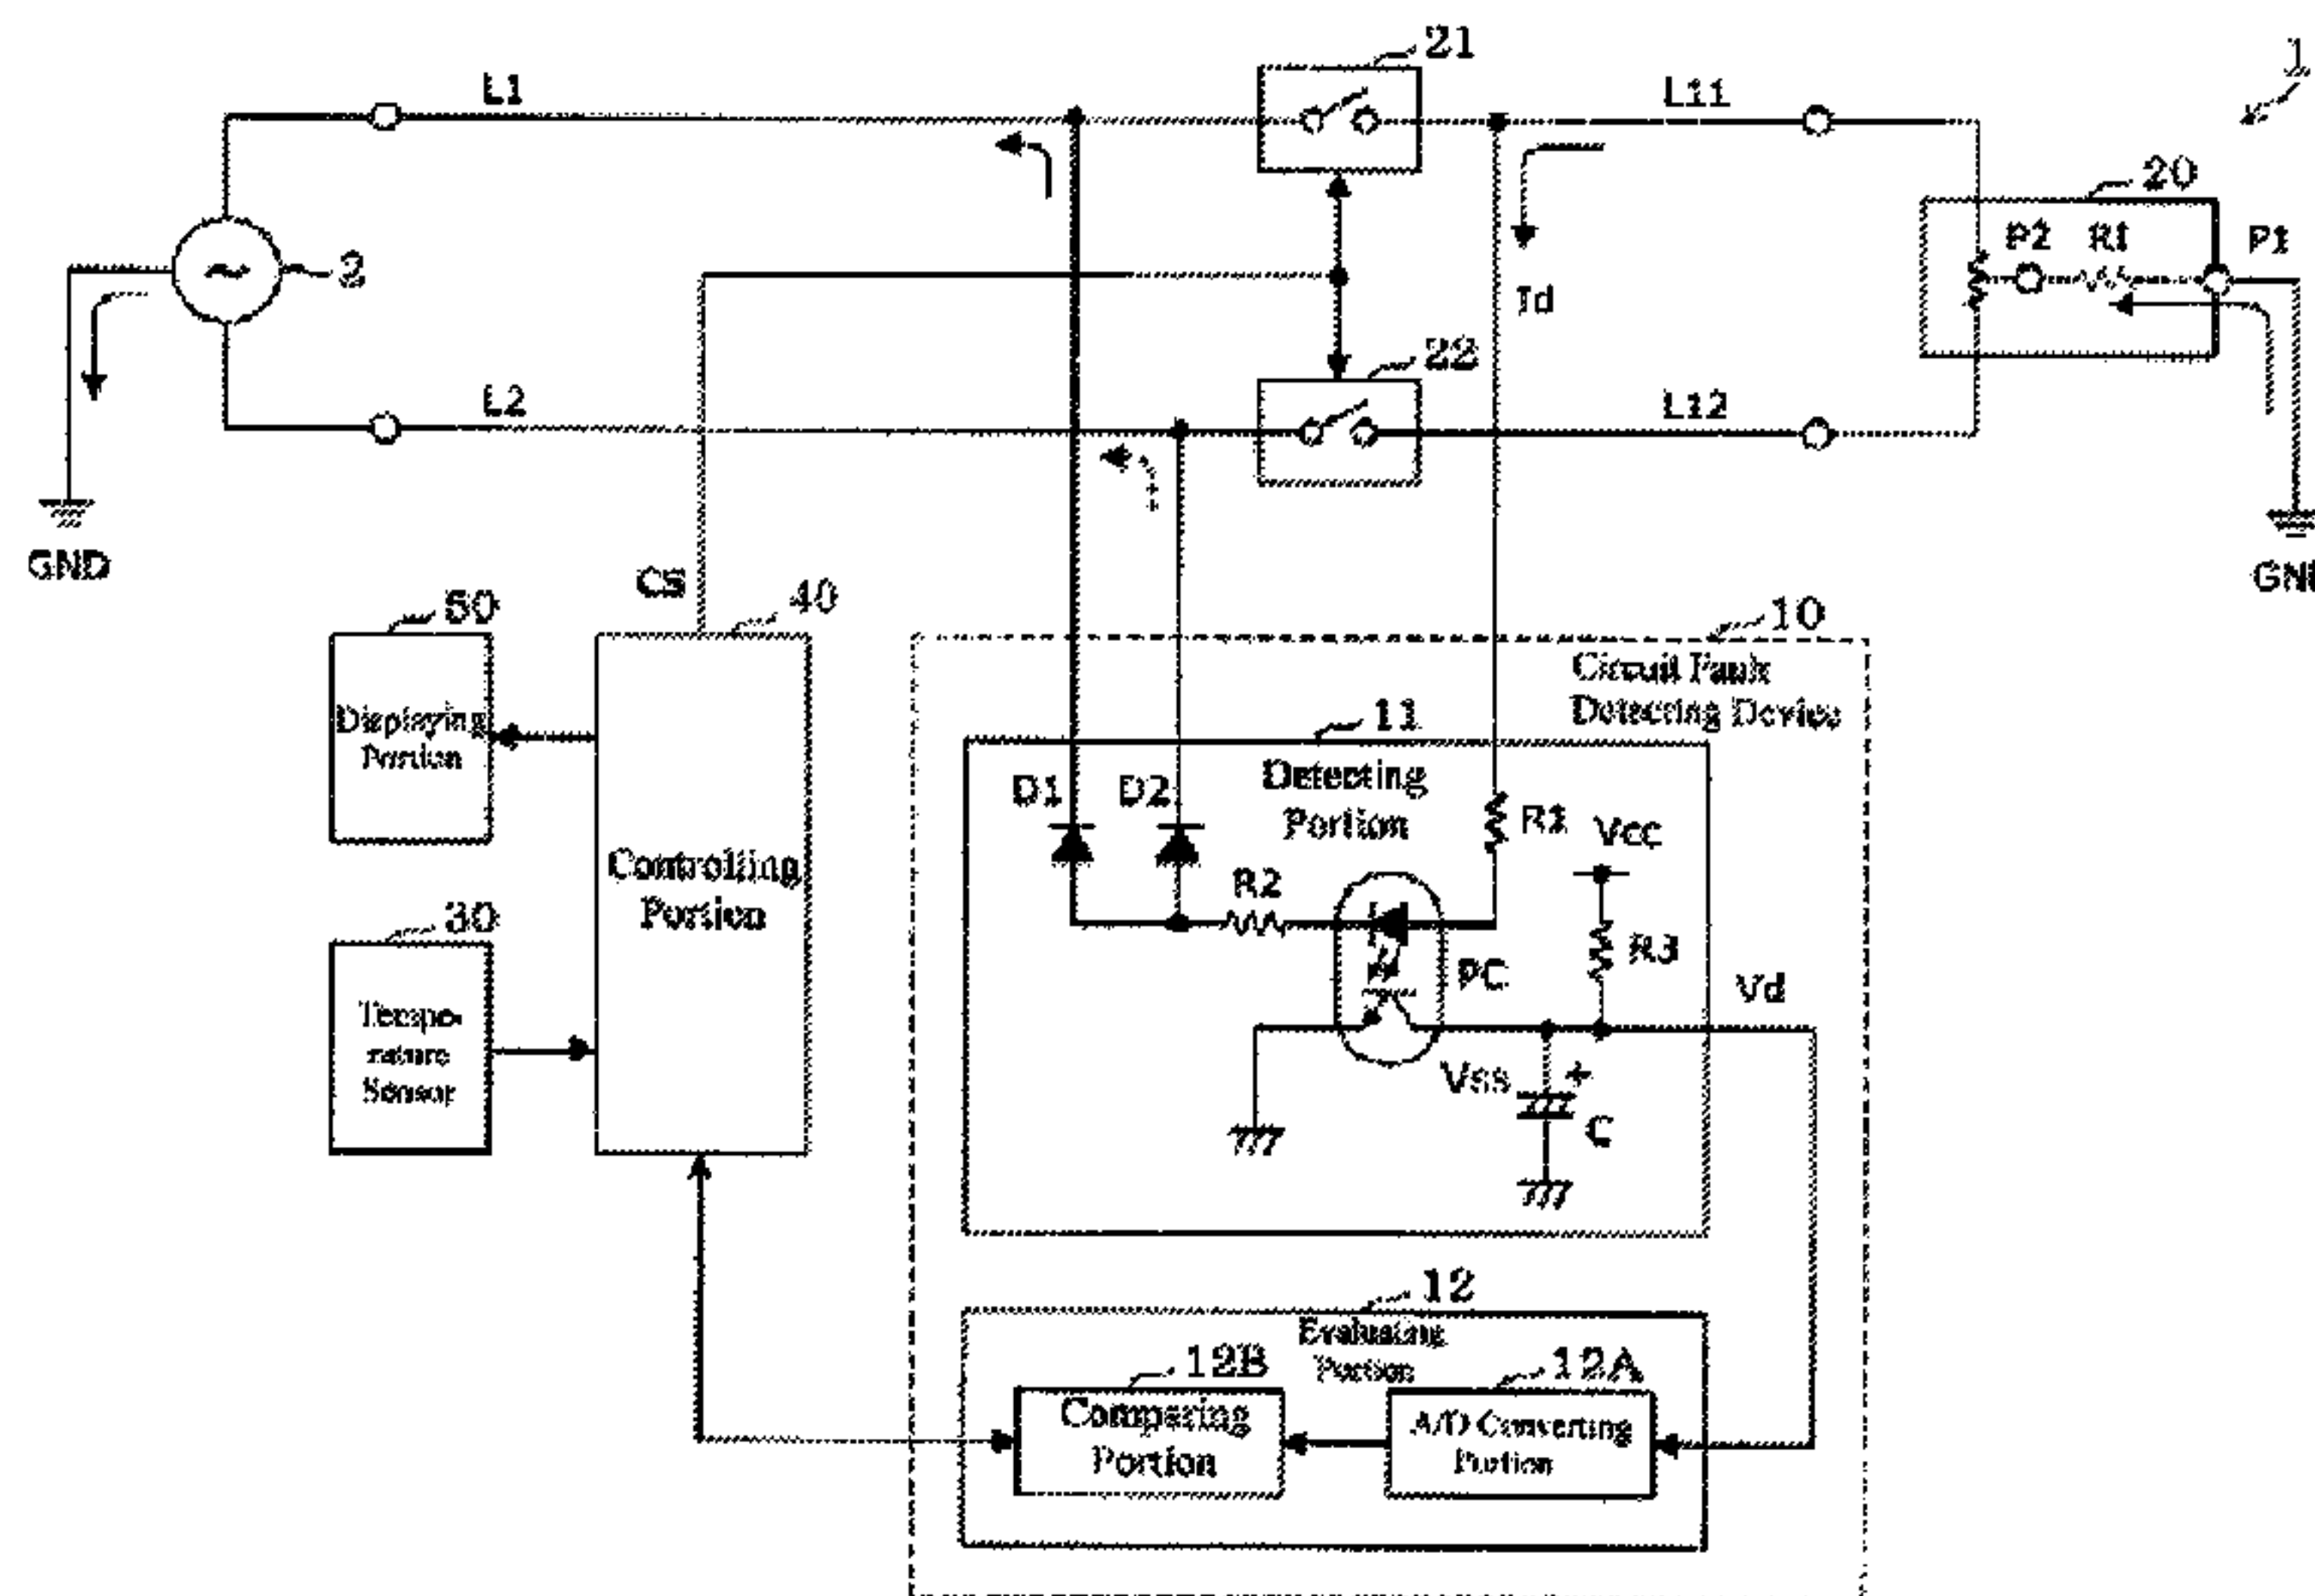 21
1
L1
L11
20
P2 R1 P1
2
Id
22
L2
L12
GND
GND
CS
40
50
10
Circuit Fault
Detecting Device
Displaying
Portion
11
D1 D2
Detecting
Portion
R1
Vcc
Controlling
Portion
R2
30
R3
PC
Vd
Tempe-
rature
Sensor
Vss
+
C
12
Evaluating
Portion
12B
12A
Comparing
Portion
A/D Converting
Portion